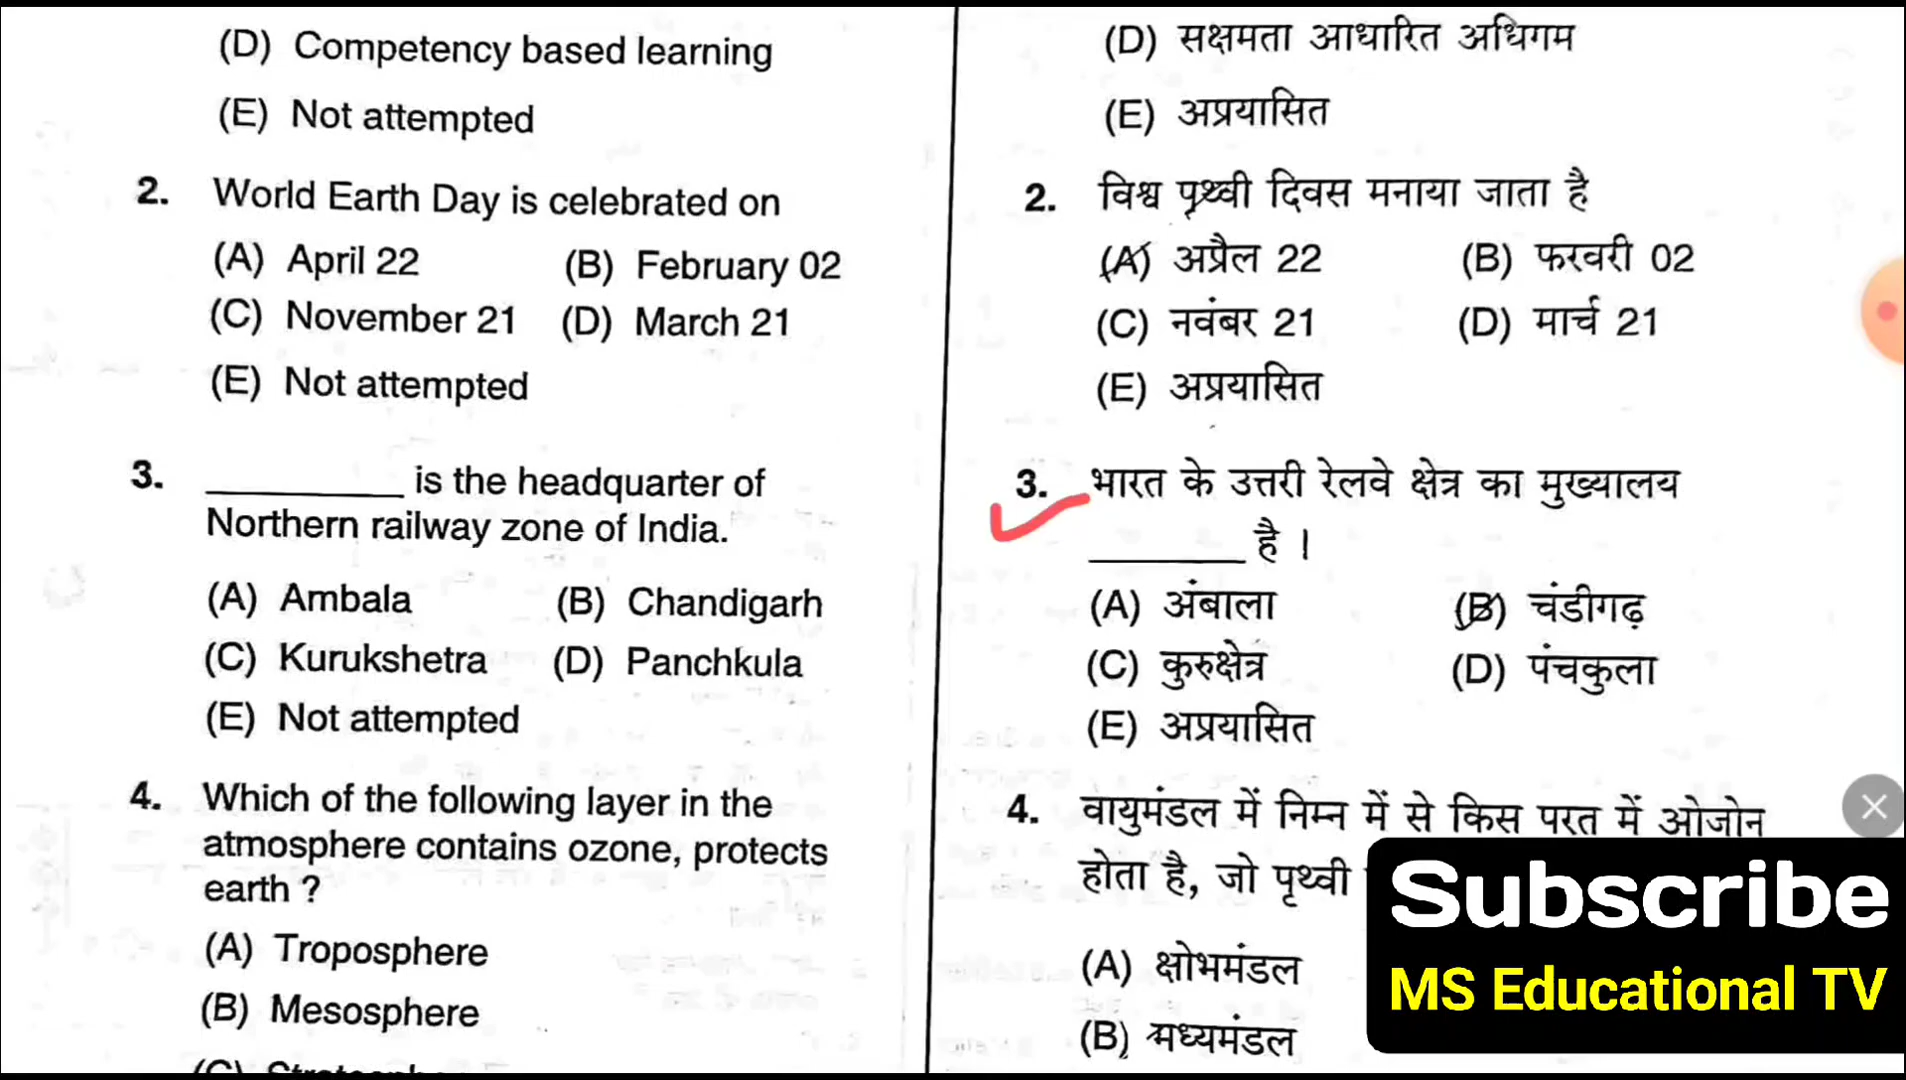 (D) Competency based learning
(E) Not attempted
2. World Earth Day is celebrated on
(A) April 22 (B) February 02
(C) November 21 (D) March 21
(E) Not attempted
3. __________ is the headquarter of
Northern railway zone of India.
(A) Ambala (B) Chandigarh
(C) Kurukshetra (D) Panchkula
(E) Not attempted
4. Which of the following layer in the
atmosphere contains ozone, protects
earth ?
(A) Troposphere
(B) Mesosphere
(D) सक्षमता आधारित अधिगम
(E) अप्रयासित
2. विश्व पृथ्वी दिवस मनाया जाता है
(A) अप्रैल 22 (B) फरवरी 02
(C) नवंबर 21 (D) मार्च 21
(E) अप्रयासित
3. भारत के उत्तरी रेलवे क्षेत्र का मुख्यालय
________ है ।
(A) अंबाला (B) चंडीगढ़
(C) कुरुक्षेत्र (D) पंचकुला
(E) अप्रयासित
4. वायुमंडल में निम्न में से किस परत में ओजोन
होता है, जो पृथ्वी
(A) क्षोभमंडल
(B) मध्यमंडल
Subscribe
MS Educational TV